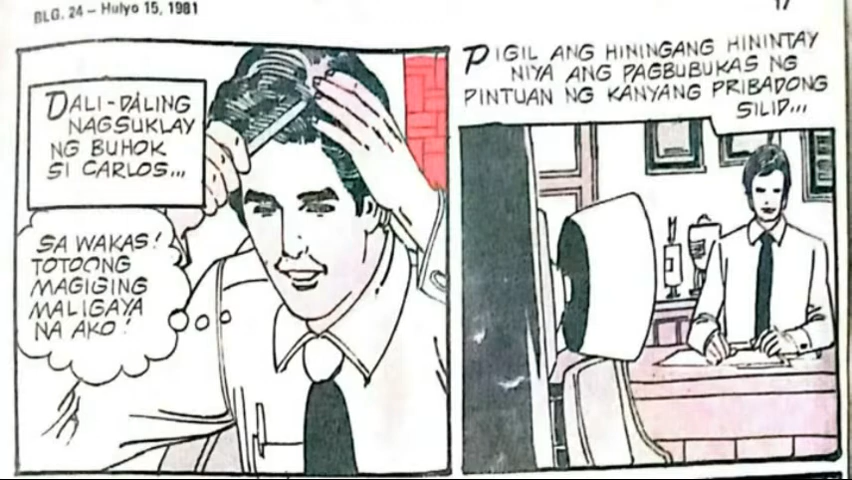 BLG. 24 – Hulyo 15, 1981
17
DALI-DALING
NAGSUKLAY
NG BUHOK
SI CARLOS...
SA WAKAS!
TOTOONG
MAGIGING
MALIGAYA
NA AKO!
PIGIL ANG HININGANG HININTAY
NIYA ANG PAGBUBUKAS NG
PINTUAN NG KANYANG PRIBADONG
SILID...